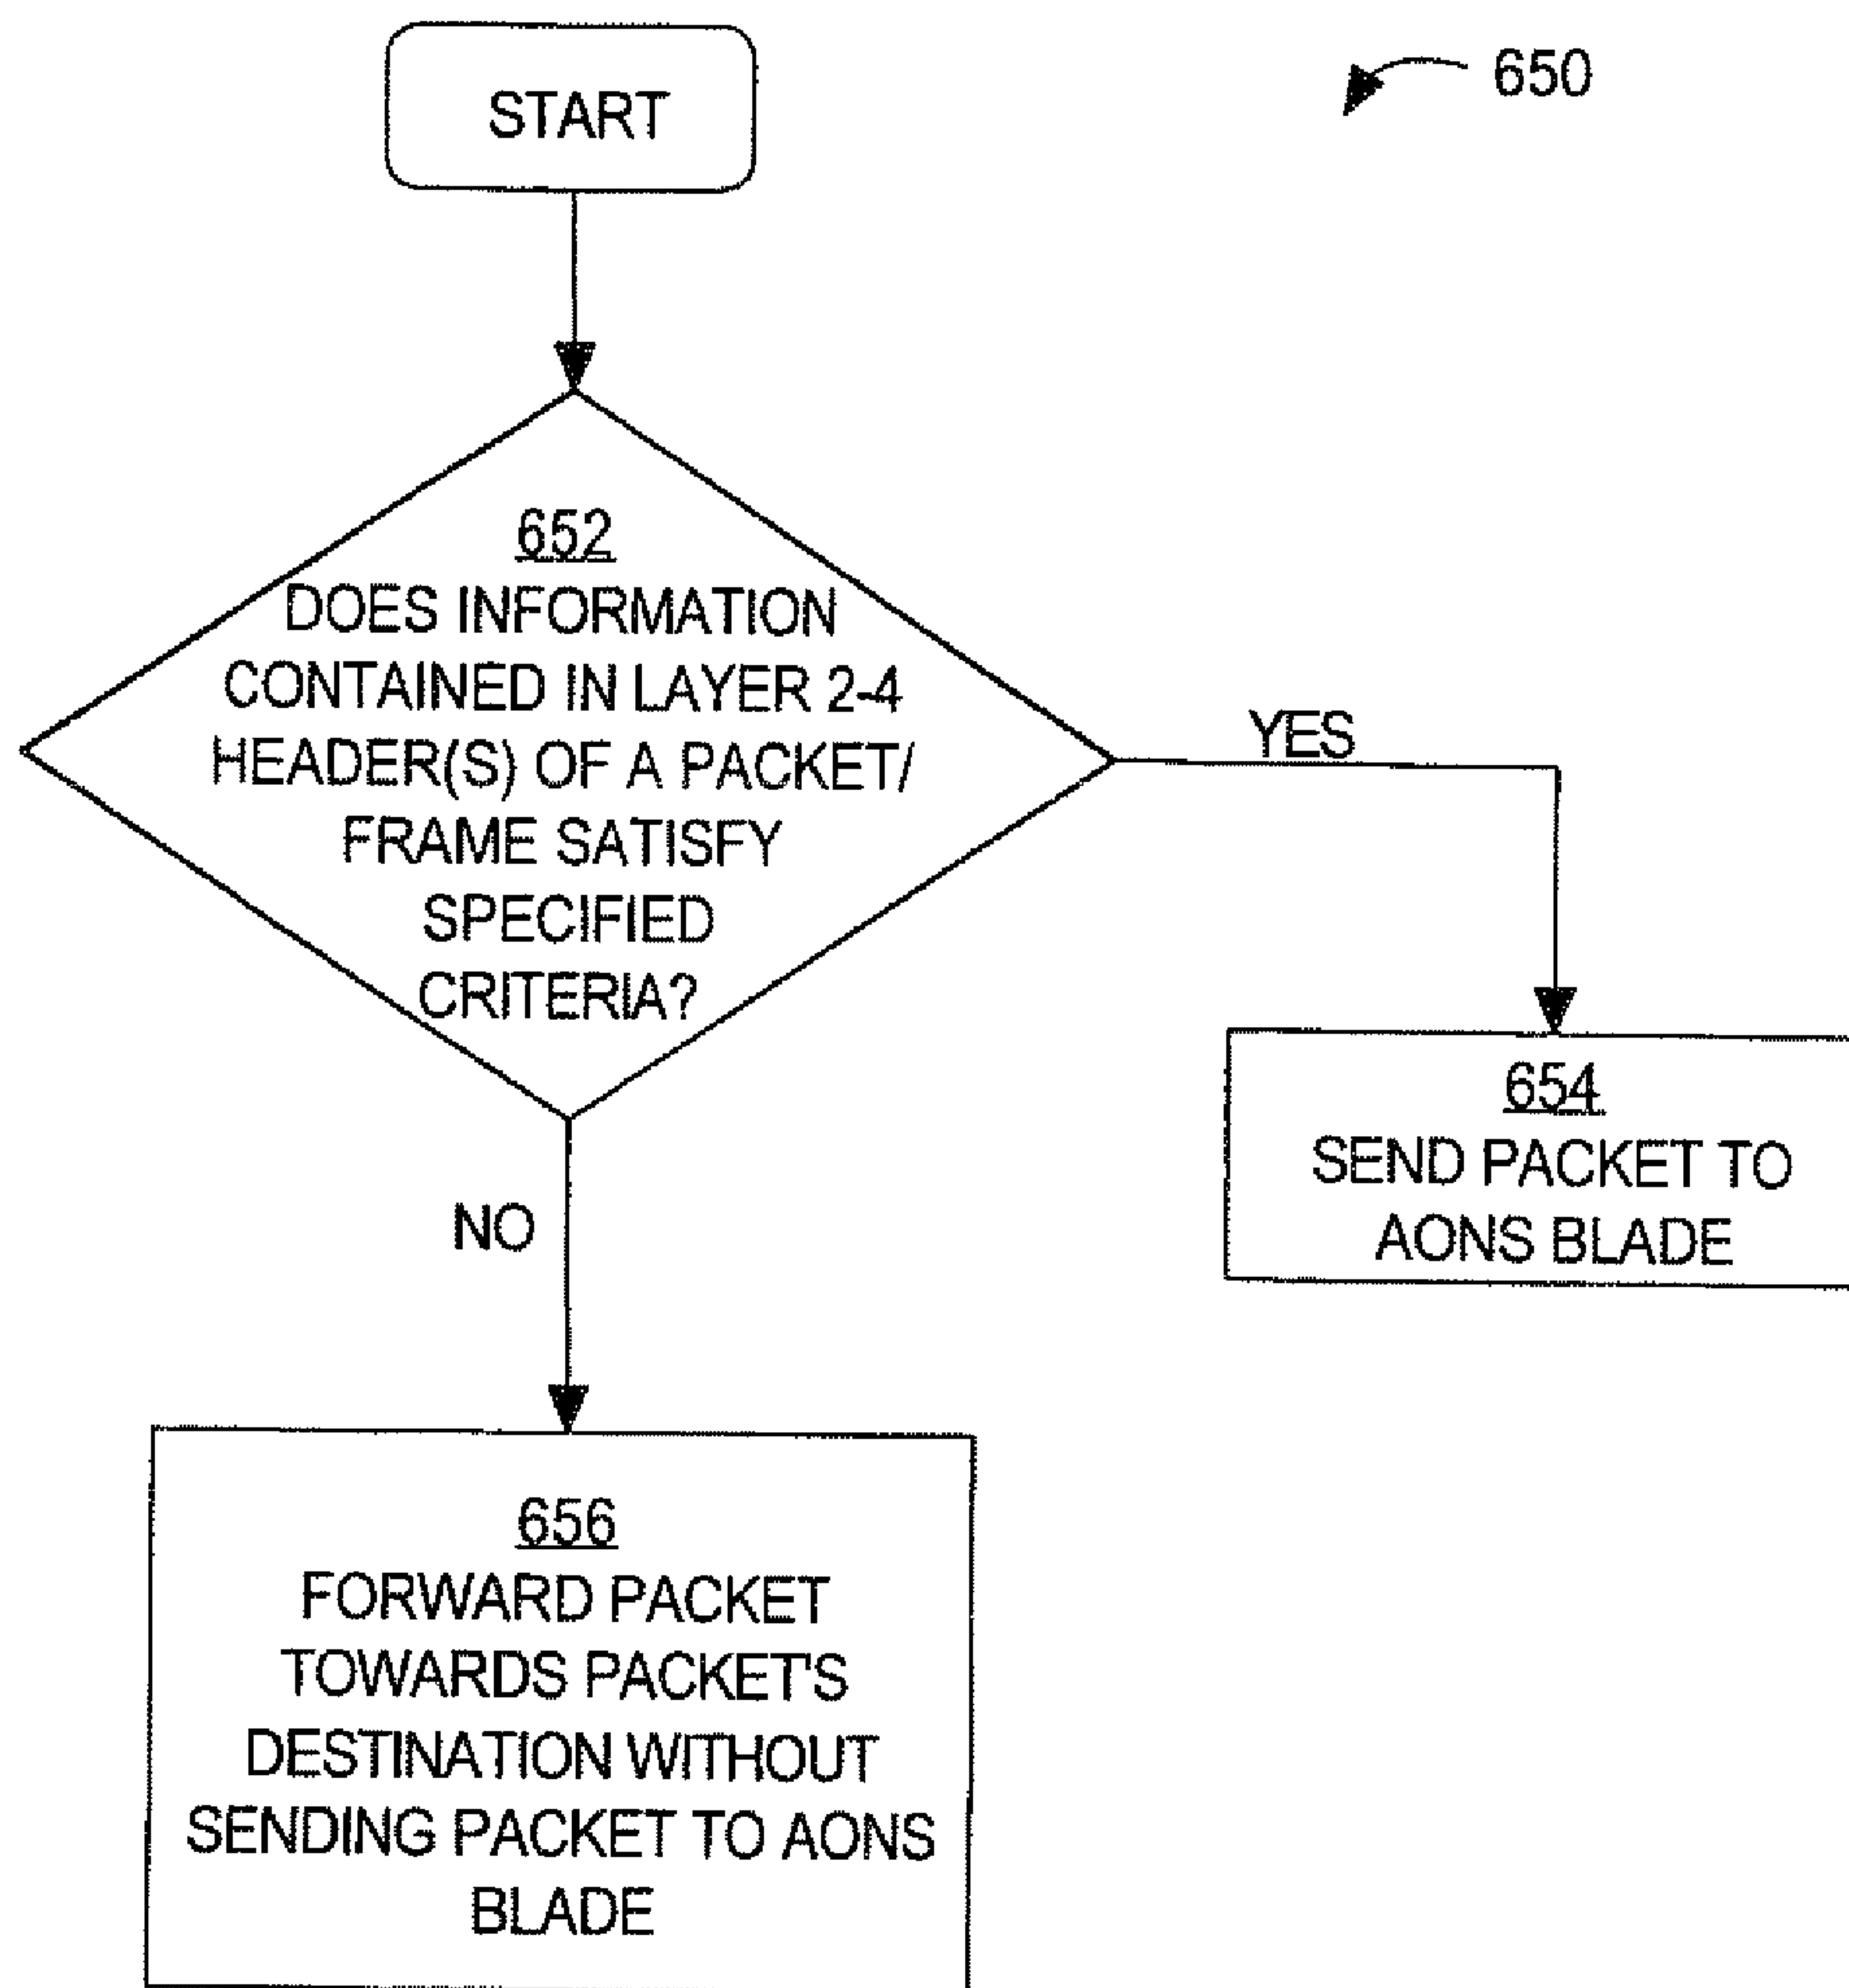 START
650
652
DOES INFORMATION
CONTAINED IN LAYER 2-4
HEADER(S) OF A PACKET/
FRAME SATISFY
SPECIFIED
CRITERIA?
YES
654
SEND PACKET TO
AONS BLADE
NO
656
FORWARD PACKET
TOWARDS PACKET'S
DESTINATION WITHOUT
SENDING PACKET TO AONS
BLADE